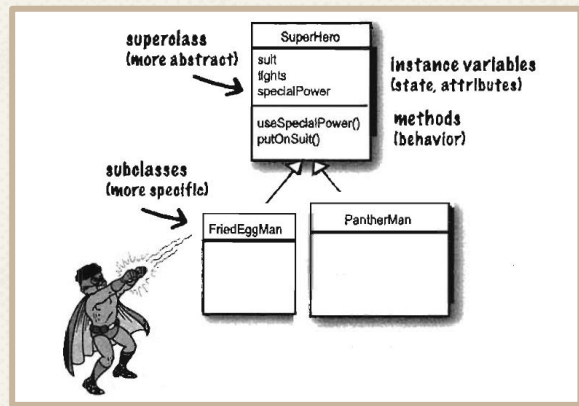 superclass
(more abstract)
SuperHero
suit
tights
specialPower
useSpecialPower()
putOnSuit()
instance variables
(state, attributes)
methods
(behavior)
subclasses
(more specific)
FriedEggMan
PantherMan